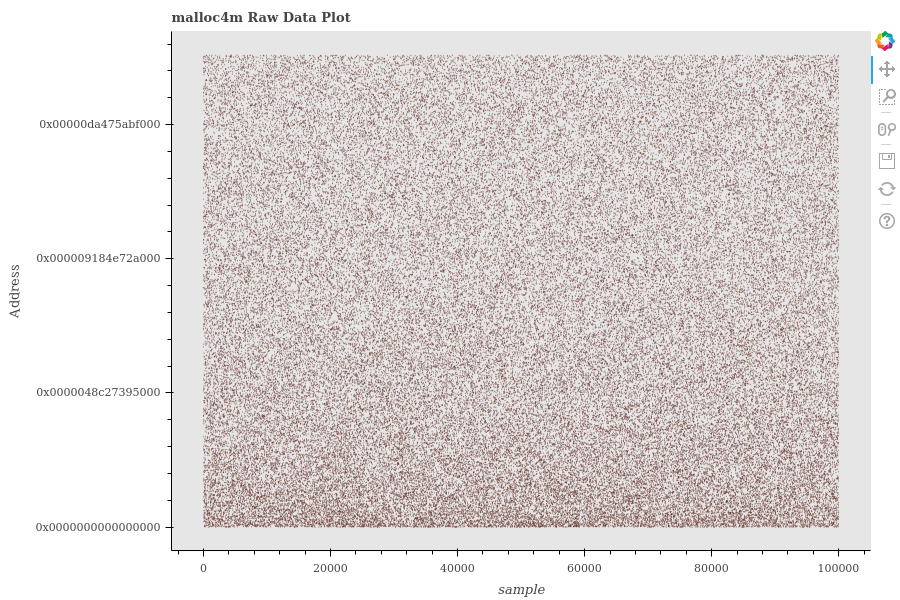 malloc4m Raw Data Plot
0x00000da475abf000
0x000009184e72a000
0x0000048c27395000
0x0000000000000000
Address
0
20000
40000
60000
80000
100000
sample